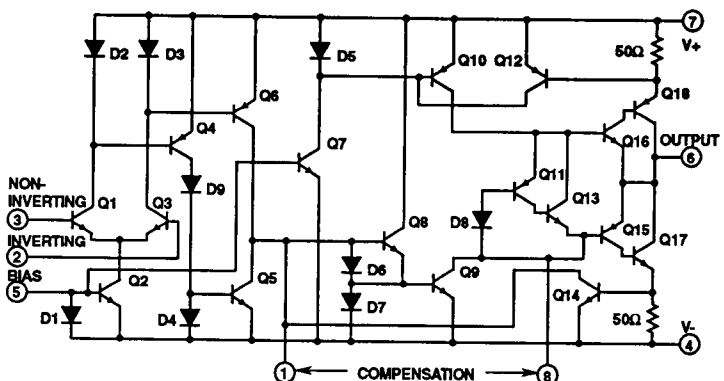 7
V+
D2
D3
D5
Q10
Q12
50Ω
Q6
Q18
Q4
Q7
Q16
OUTPUT
6
NON-
INVERTING
3
Q1
Q3
D9
Q11
Q13
INVERTING
2
Q8
D8
Q15
Q17
BIAS
5
Q2
Q5
D6
Q9
Q14
D1
D4
D7
50Ω
V-
4
1
COMPENSATION
8